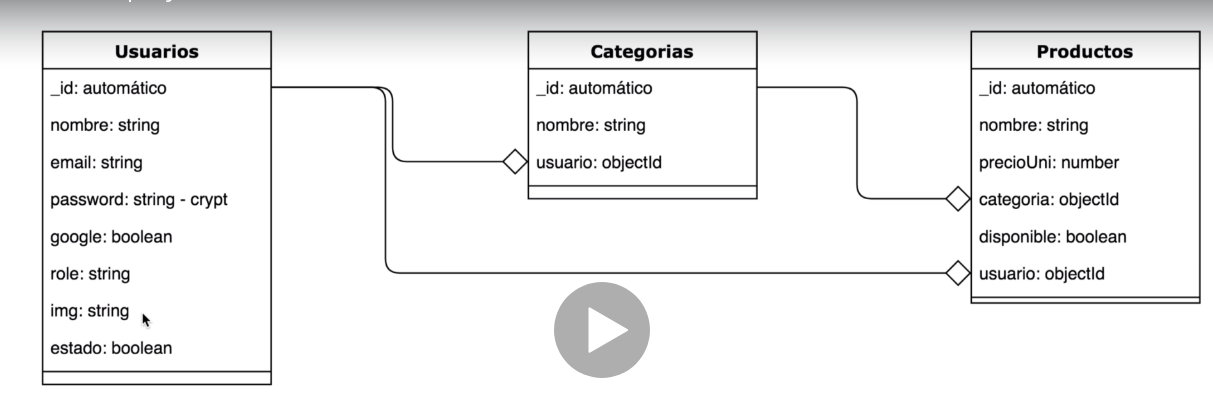 Usuarios
_id: automático
nombre: string
email: string
password: string - crypt
google: boolean
role: string
img: string
estado: boolean
Categorias
_id: automático
nombre: string
usuario: objectId
Productos
_id: automático
nombre: string
precioUni: number
categoria: objectId
disponible: boolean
usuario: objectId